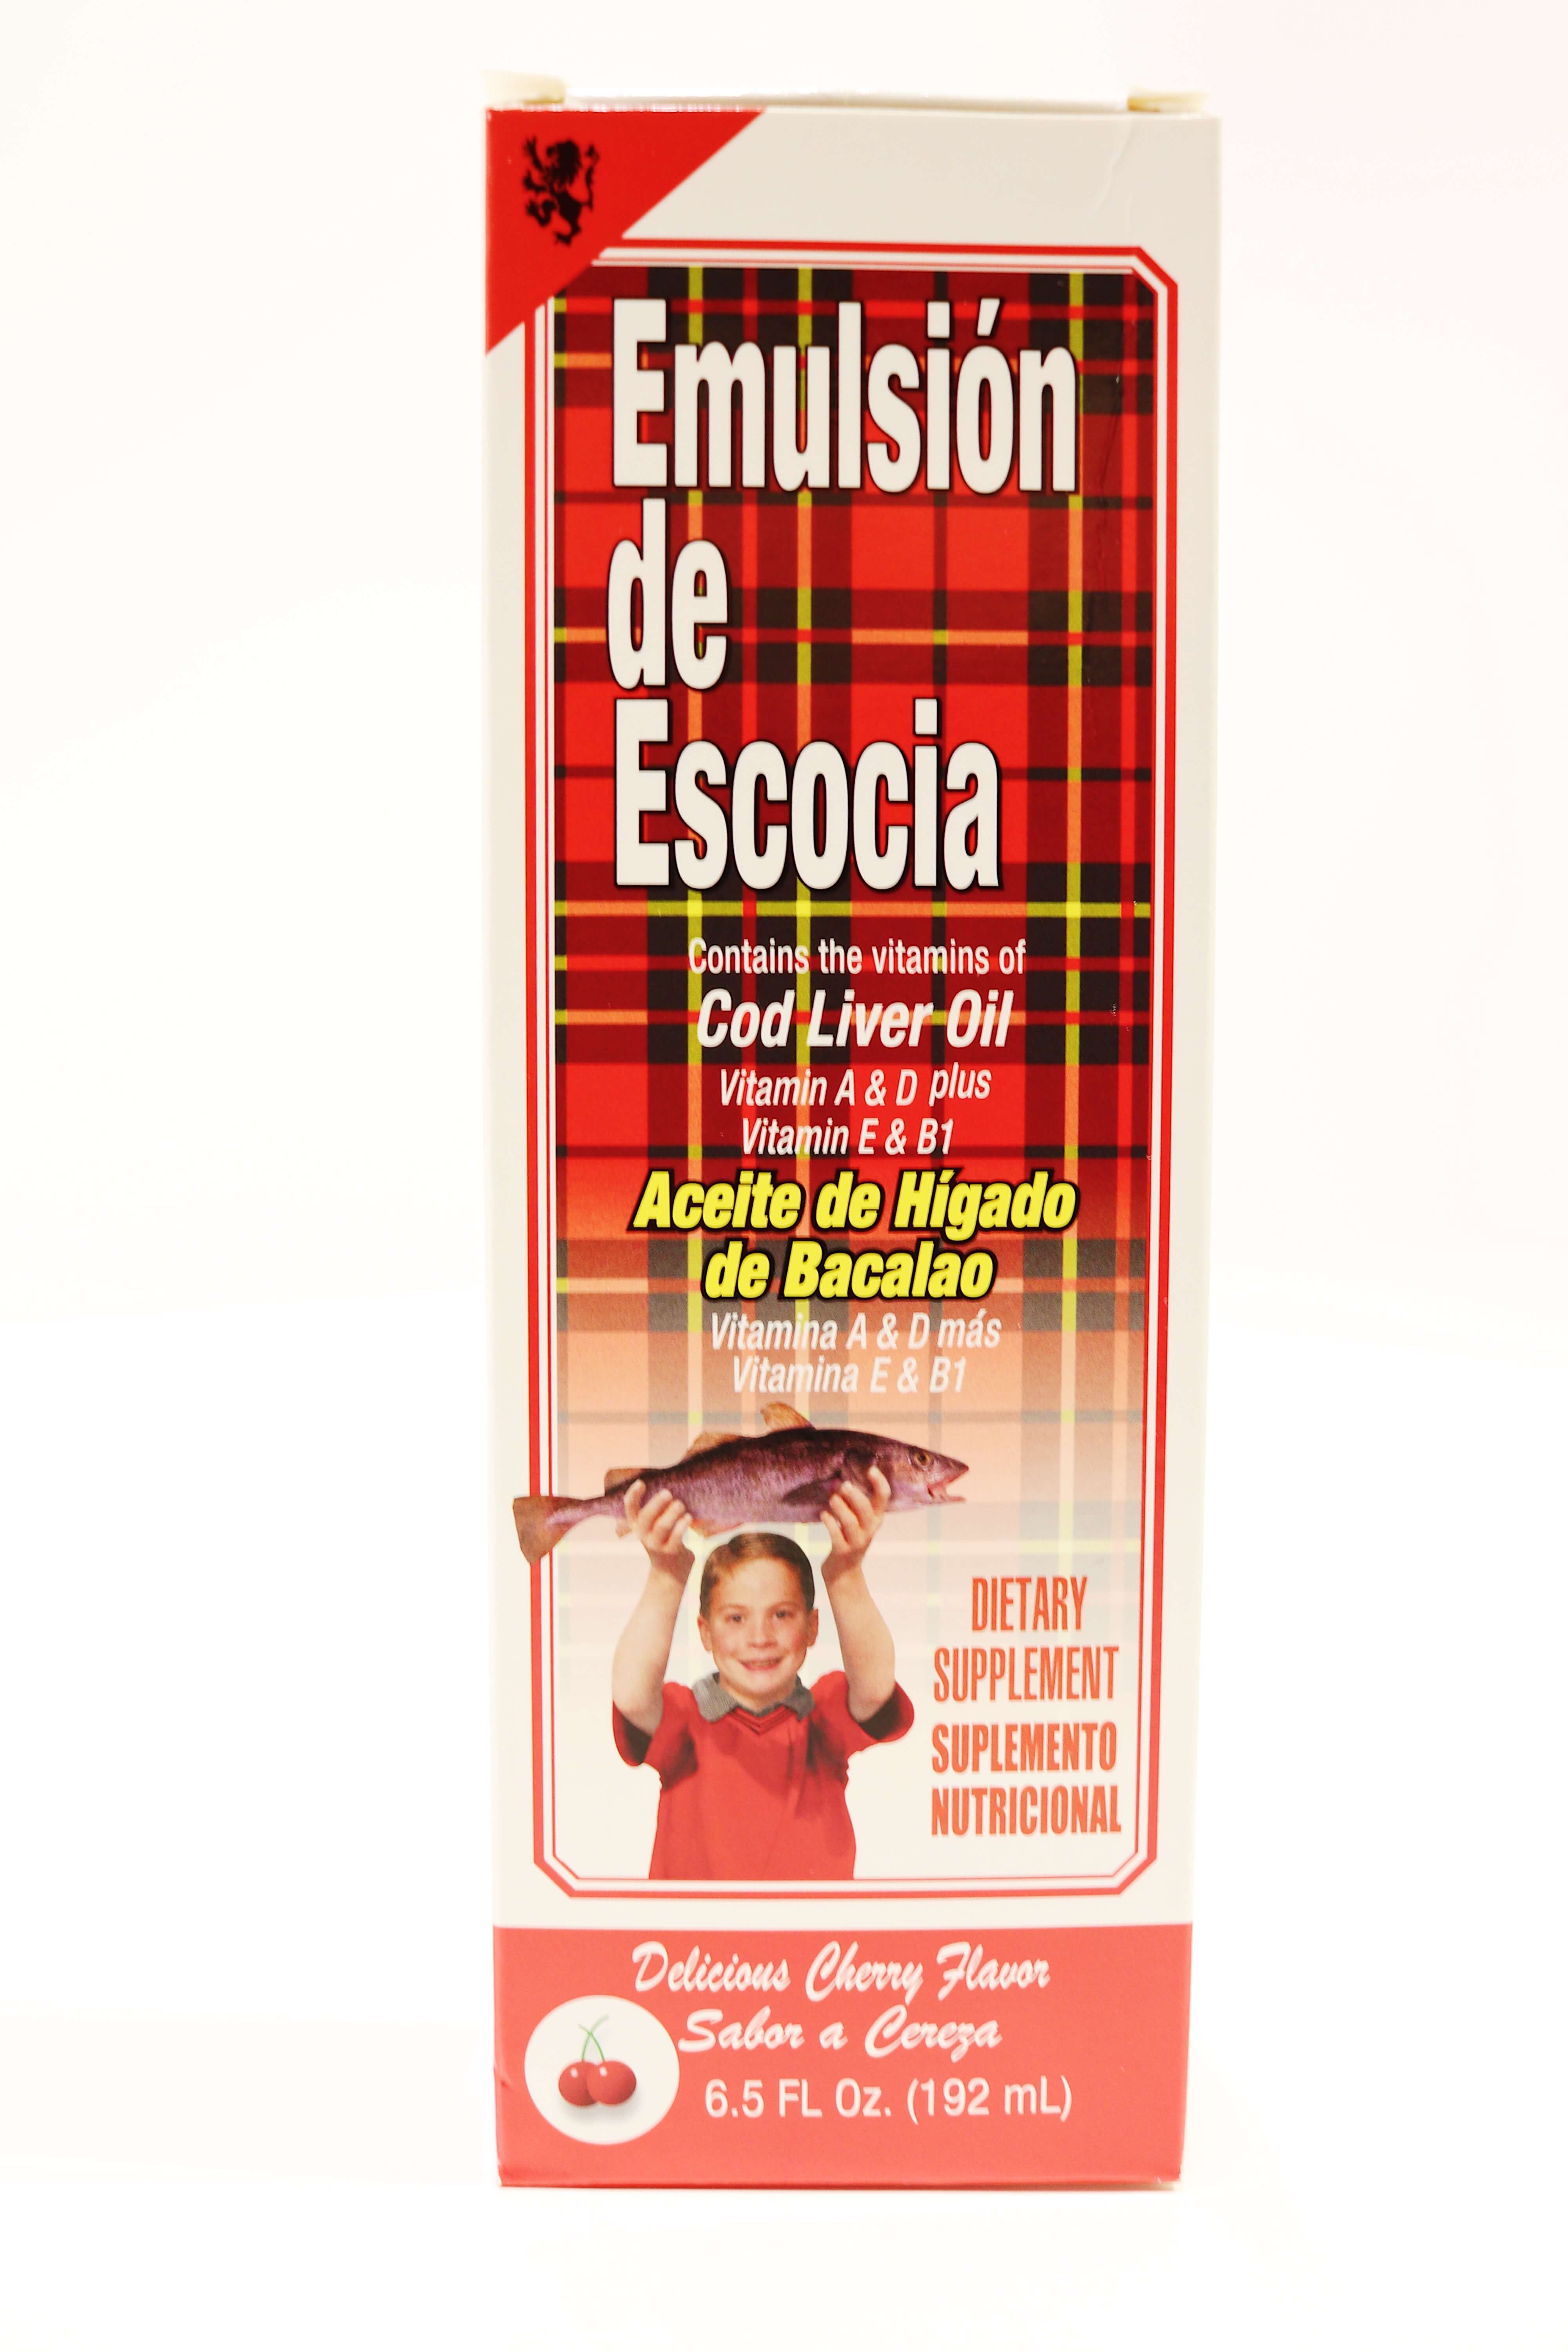 Emulsión
de
Escocia
Contains the vitamins of
Cod Liver Oil
Vitamin A & D plus
Vitamin E & B1
Aceite de Hígado
de Bacalao
Vitamina A & D más
Vitamina E & B1
DIETARY
SUPPLEMENT
SUPLEMENTO
NUTRICIONAL
Delicious Cherry Flavor
Sabor a Cereza
6.5 FL Oz. (192 mL)